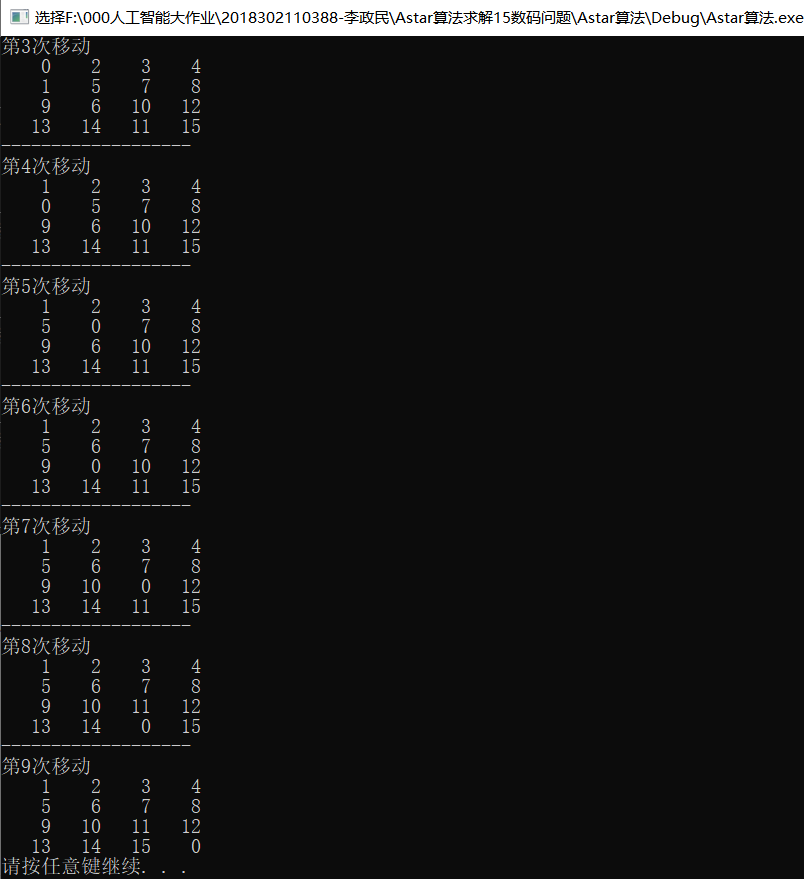 选择F:\000人工智能大作业\2018302110388-李政民\Astar算法求解15数码问题\Astar算法\Debug\Astar算法.exe
第3次移动
0 2 3 4
1 5 7 8
9 6 10 12
13 14 11 15
-------------------
第4次移动
1 2 3 4
0 5 7 8
9 6 10 12
13 14 11 15
-------------------
第5次移动
1 2 3 4
5 0 7 8
9 6 10 12
13 14 11 15
-------------------
第6次移动
1 2 3 4
5 6 7 8
9 0 10 12
13 14 11 15
-------------------
第7次移动
1 2 3 4
5 6 7 8
9 10 0 12
13 14 11 15
-------------------
第8次移动
1 2 3 4
5 6 7 8
9 10 11 12
13 14 0 15
-------------------
第9次移动
1 2 3 4
5 6 7 8
9 10 11 12
13 14 15 0
请按任意键继续. . .